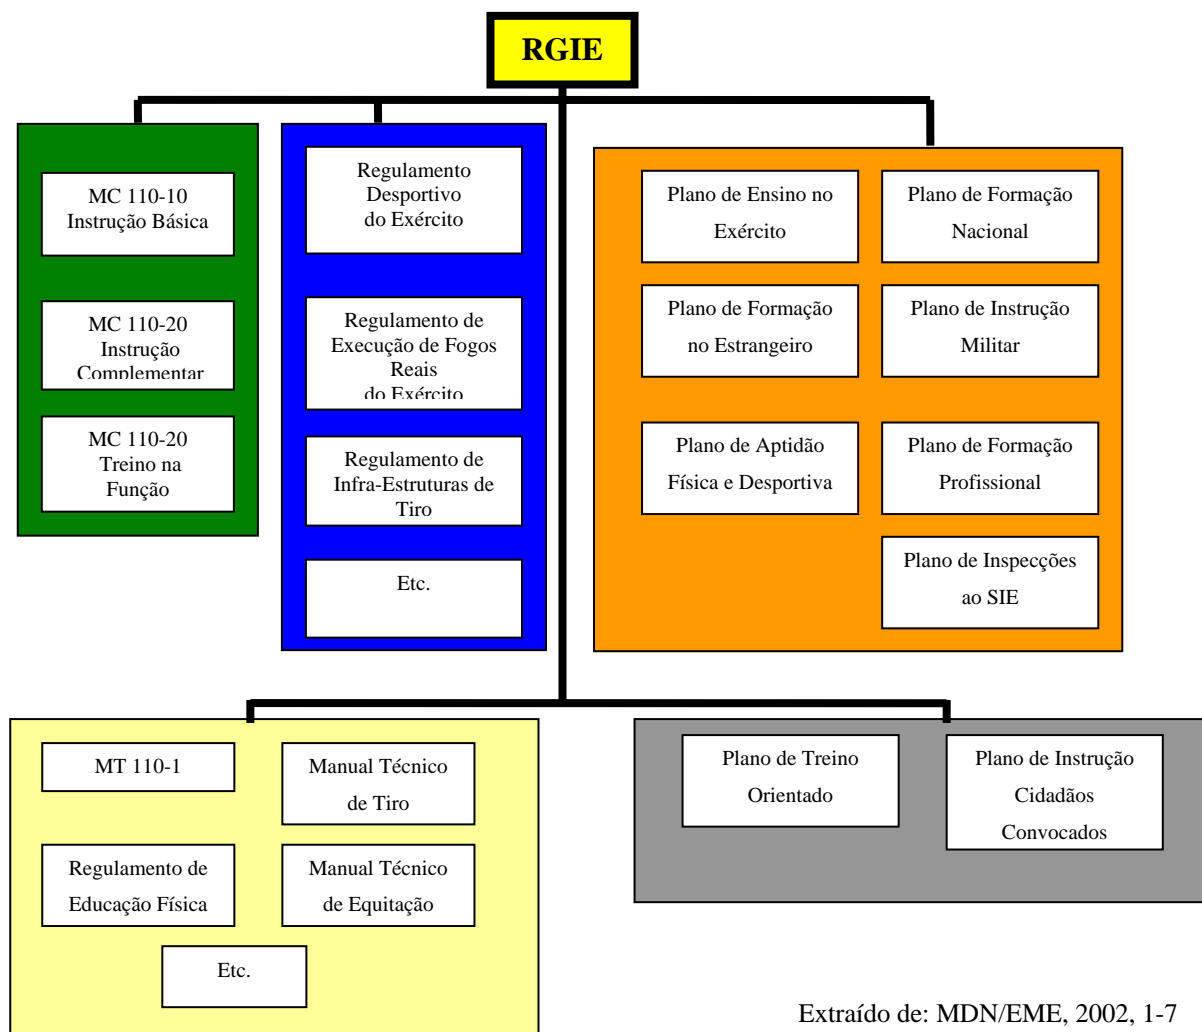 RGIE
MC 110-10
Instrução Básica
MC 110-20
Instrução
Complementar
MC 110-20
Treino na
Função
Regulamento
Desportivo
do Exército
Regulamento de
Execução de Fogos
Reais
do Exército
Regulamento de
Infra-Estruturas de
Tiro
Etc.
Plano de Ensino no
Exército
Plano de Formação
Nacional
Plano de Formação
no Estrangeiro
Plano de Instrução
Militar
Plano de Aptidão
Física e Desportiva
Plano de Formação
Profissional
Plano de Inspecções
ao SIE
MT 110-1
Manual Técnico
de Tiro
Regulamento de
Educação Física
Manual Técnico
de Equitação
Etc.
Plano de Treino
Orientado
Plano de Instrução
Cidadãos
Convocados
Extraído de: MDN/EME, 2002, 1-7